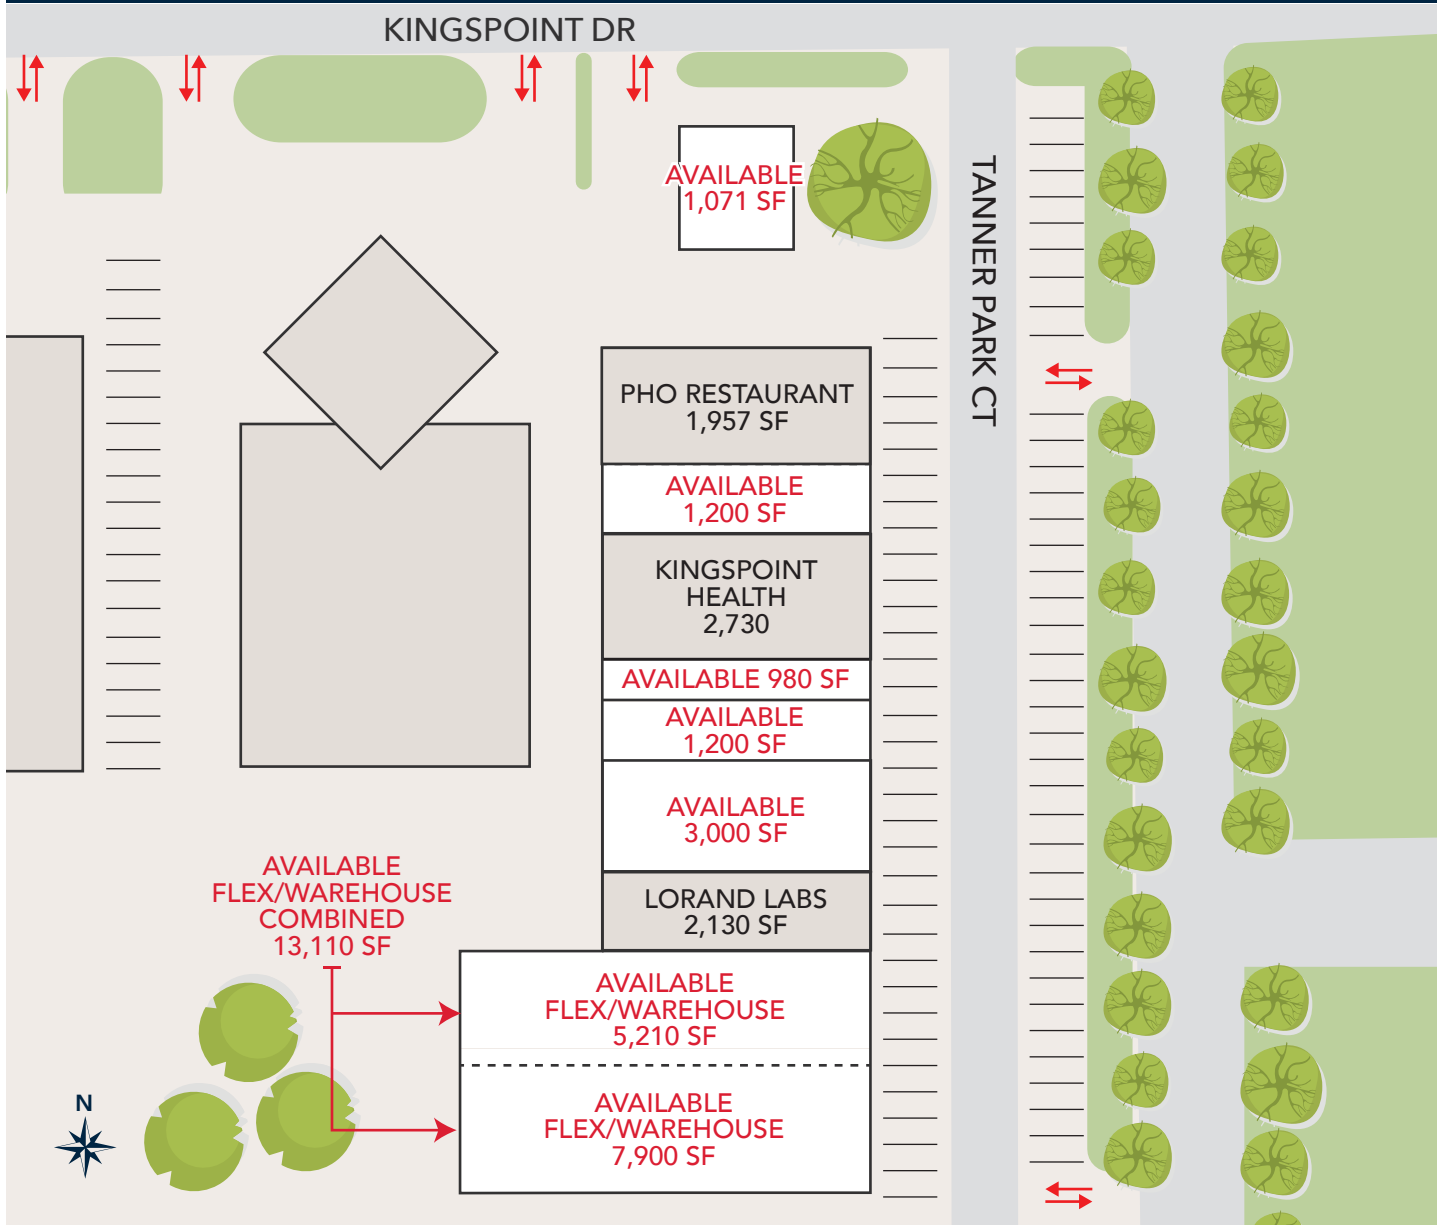 KINGSPOINT DR
AVAILABLE
1,071 SF
TANNER PARK CT
PHO RESTAURANT
1,957 SF
AVAILABLE
1,200 SF
KINGSPOINT
HEALTH
2,730
AVAILABLE 980 SF
AVAILABLE
1,200 SF
AVAILABLE
3,000 SF
LORAND LABS
2,130 SF
AVAILABLE
FLEX/WAREHOUSE
COMBINED
13,110 SF
AVAILABLE
FLEX/WAREHOUSE
5,210 SF
AVAILABLE
FLEX/WAREHOUSE
7,900 SF
N